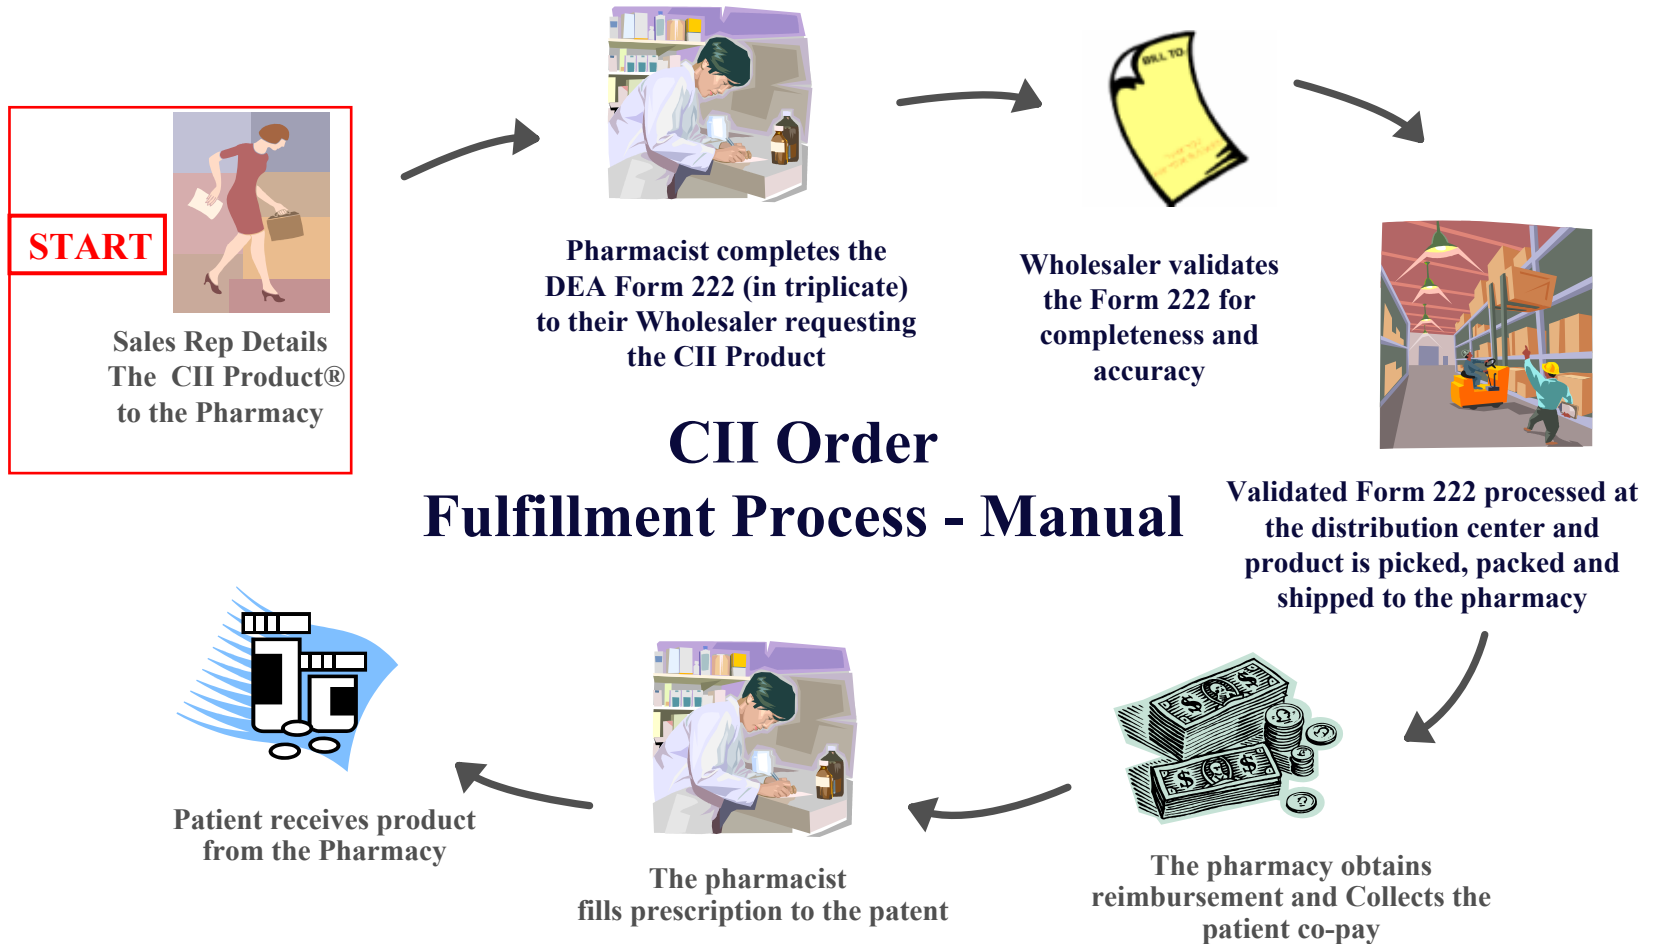 START
Sales Rep Details
The CII Product®
to the Pharmacy
Pharmacist completes the
DEA Form 222 (in triplicate)
to their Wholesaler requesting
the CII Product
BILL TO:
Wholesaler validates
the Form 222 for
completeness and
accuracy
CII Order
Fulfillment Process - Manual
Validated Form 222 processed at
the distribution center and
product is picked, packed and
shipped to the pharmacy
The pharmacy obtains
reimbursement and Collects the
patient co-pay
The pharmacist
fills prescription to the patent
Patient receives product
from the Pharmacy